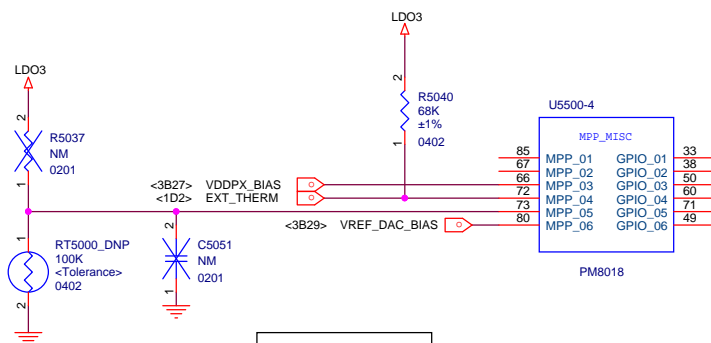 LDO3
LDO3
2
R5040
68K
±1%
0402
1
2
R5037
NM
0201
1
U5500-4
MPP_MISC
85 MPP_01 GPIO_01 33
67 MPP_02 GPIO_02 38
66 MPP_03 GPIO_03 50
72 MPP_04 GPIO_04 60
73 MPP_05 GPIO_05 71
80 MPP_06 GPIO_06 49
PM8018
<3B27> VDDPX_BIAS
<1D2> EXT_THERM
<3B29> VREF_DAC_BIAS
1
RT5000_DNP
100K
<Tolerance>
0402
2
2
C5051
NM
0201
1